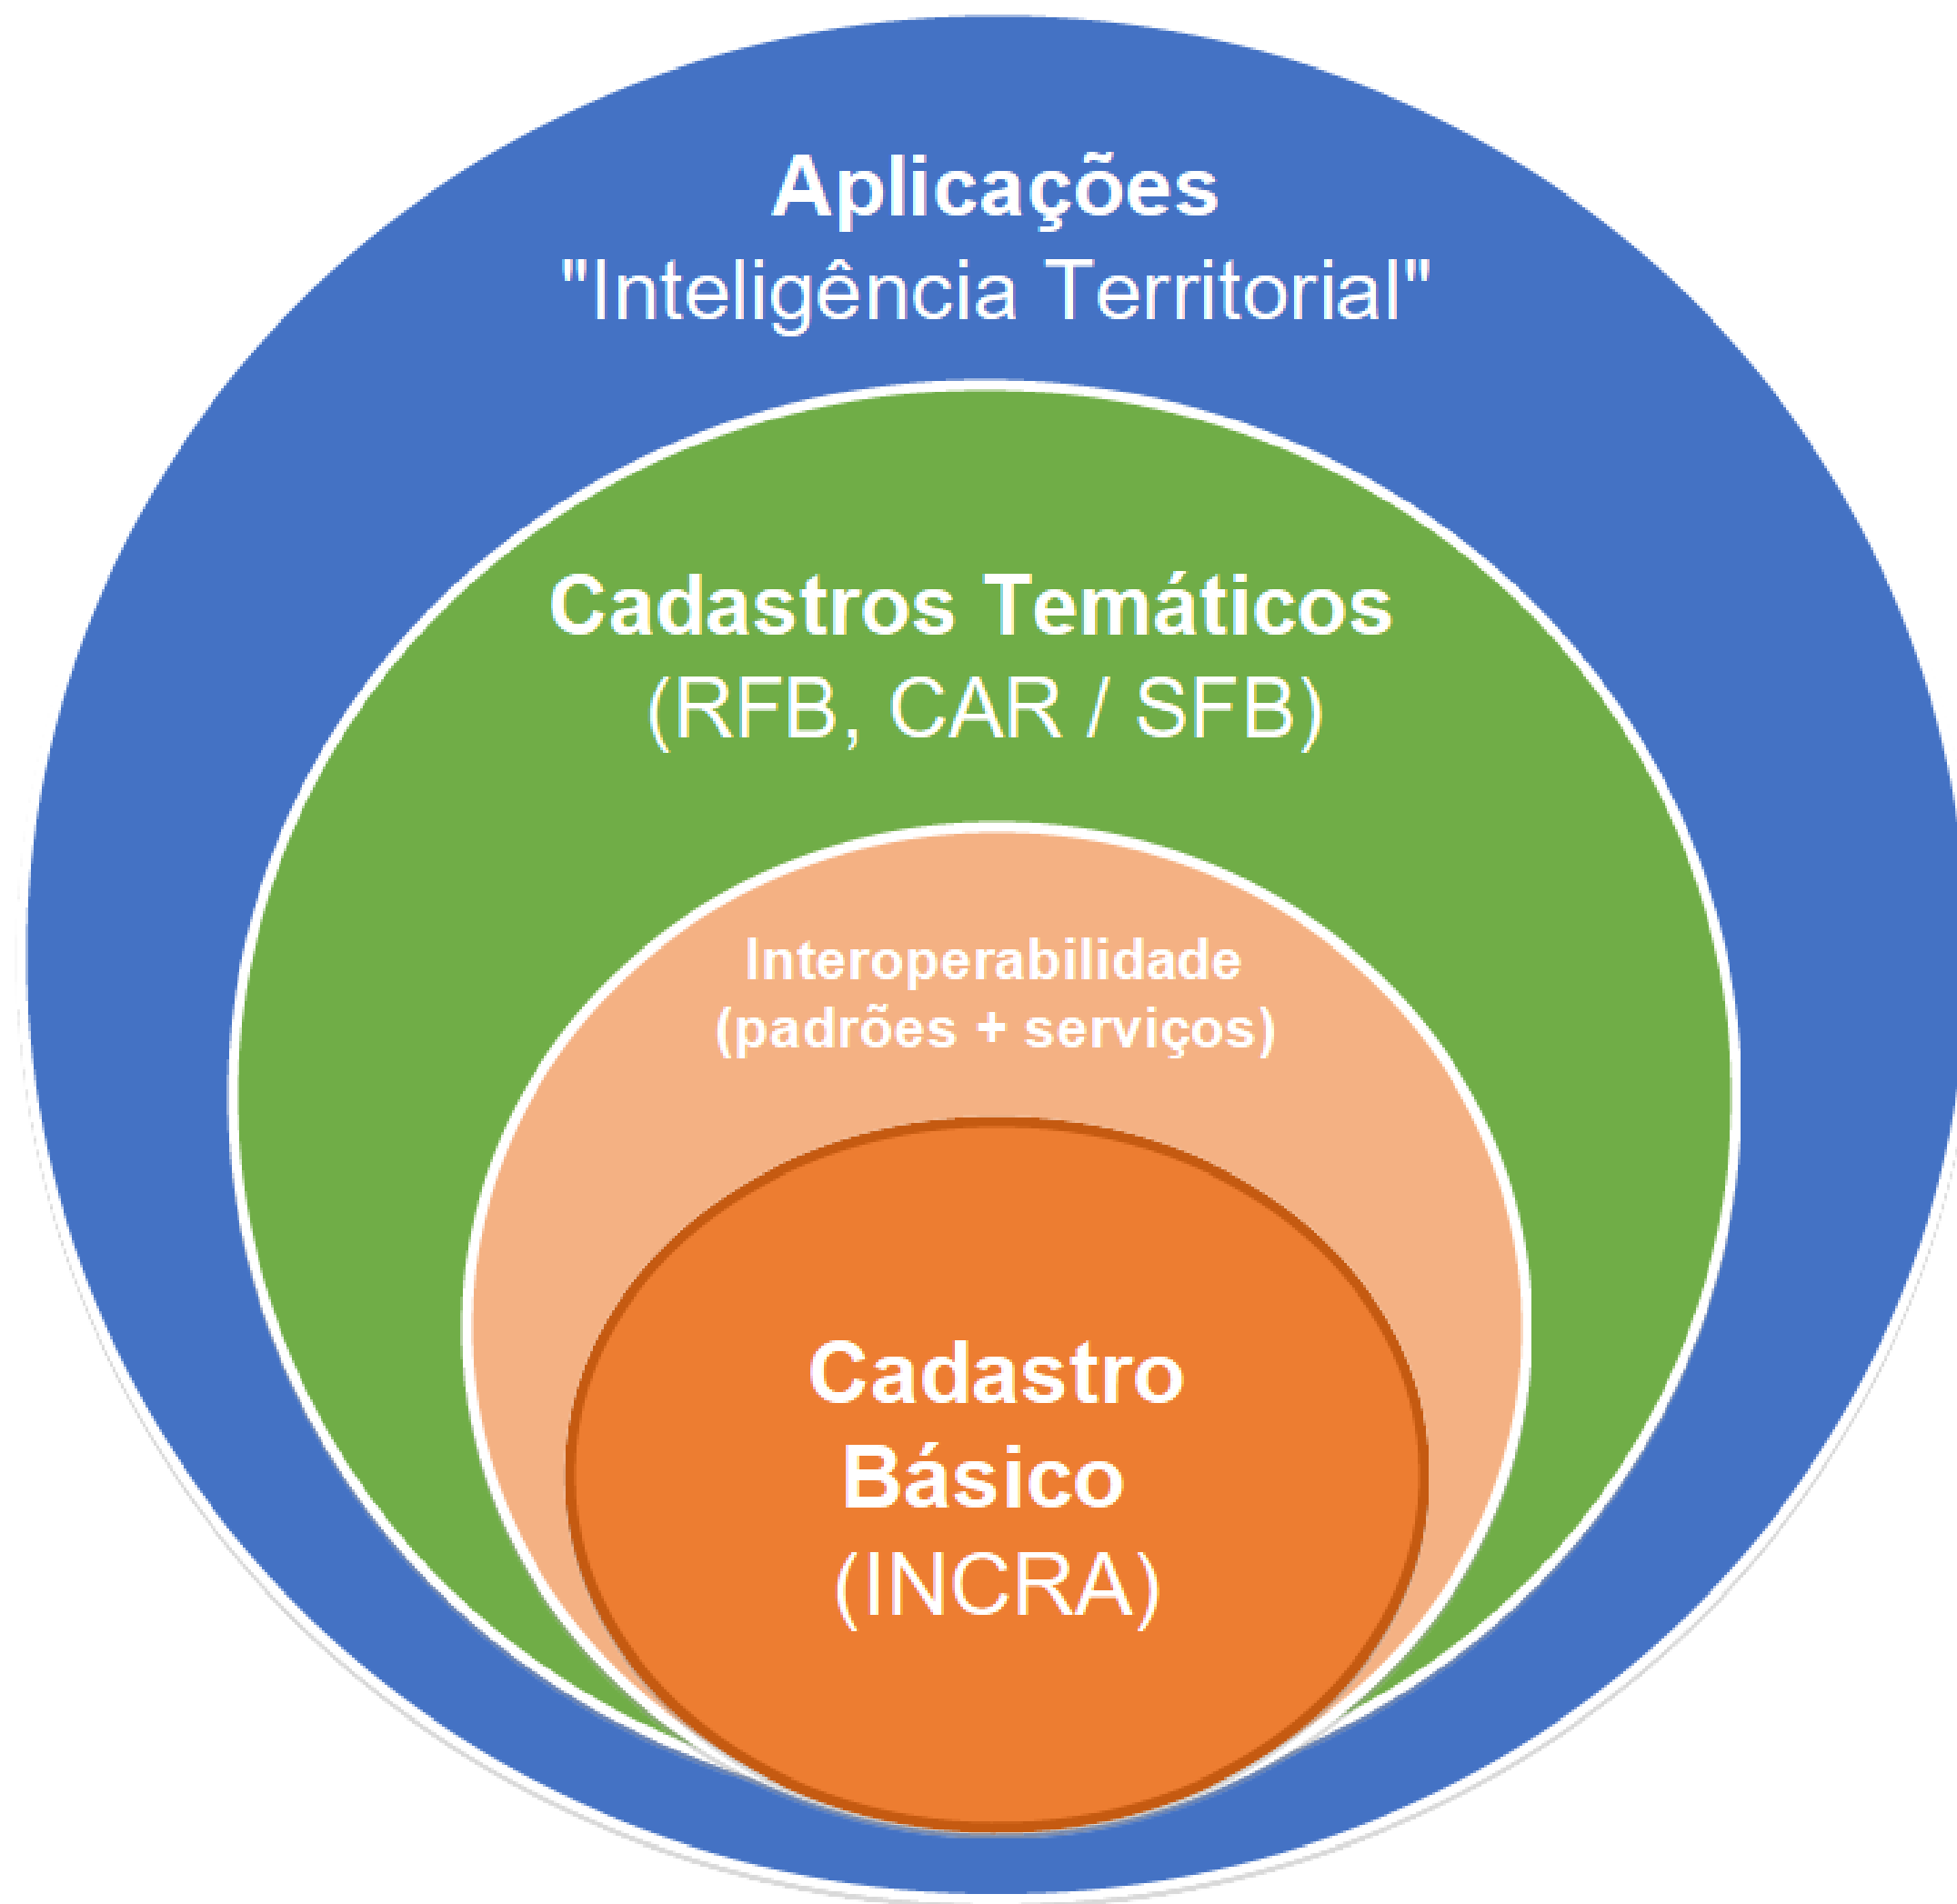 Aplicações
"Inteligência Territorial"
Cadastros Temáticos
(RFB, CAR / SFB)
Interoperabilidade
(padrões + serviços)
Cadastro
Básico
(INCRA)